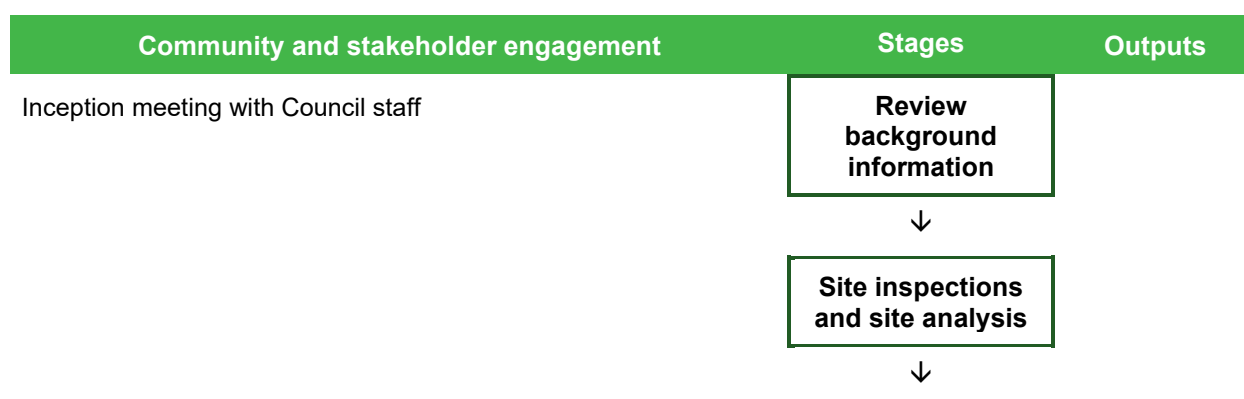 Community and stakeholder engagement Stages Outputs
Inception meeting with Council staff
Review
background
information
↓
Site inspections
and site analysis
↓